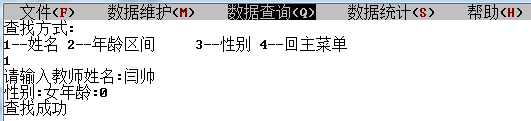 文件(F) 数据维护(M) 数据查询(Q) 数据统计(S) 帮助(H)
查找方式:
1--姓名 2--年龄区间 3--性别 4--回主菜单
1
请输入教师姓名:闫帅
性别:女年龄:0
查找成功